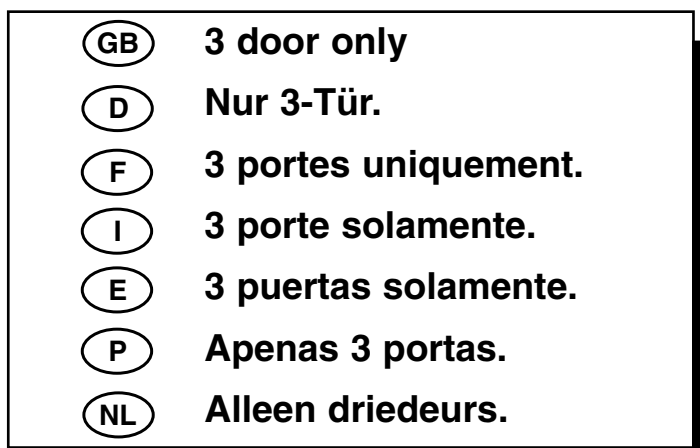 GB 3 door only
D Nur 3-Tür.
F 3 portes uniquement.
I 3 porte solamente.
E 3 puertas solamente.
P Apenas 3 portas.
NL Alleen driedeurs.